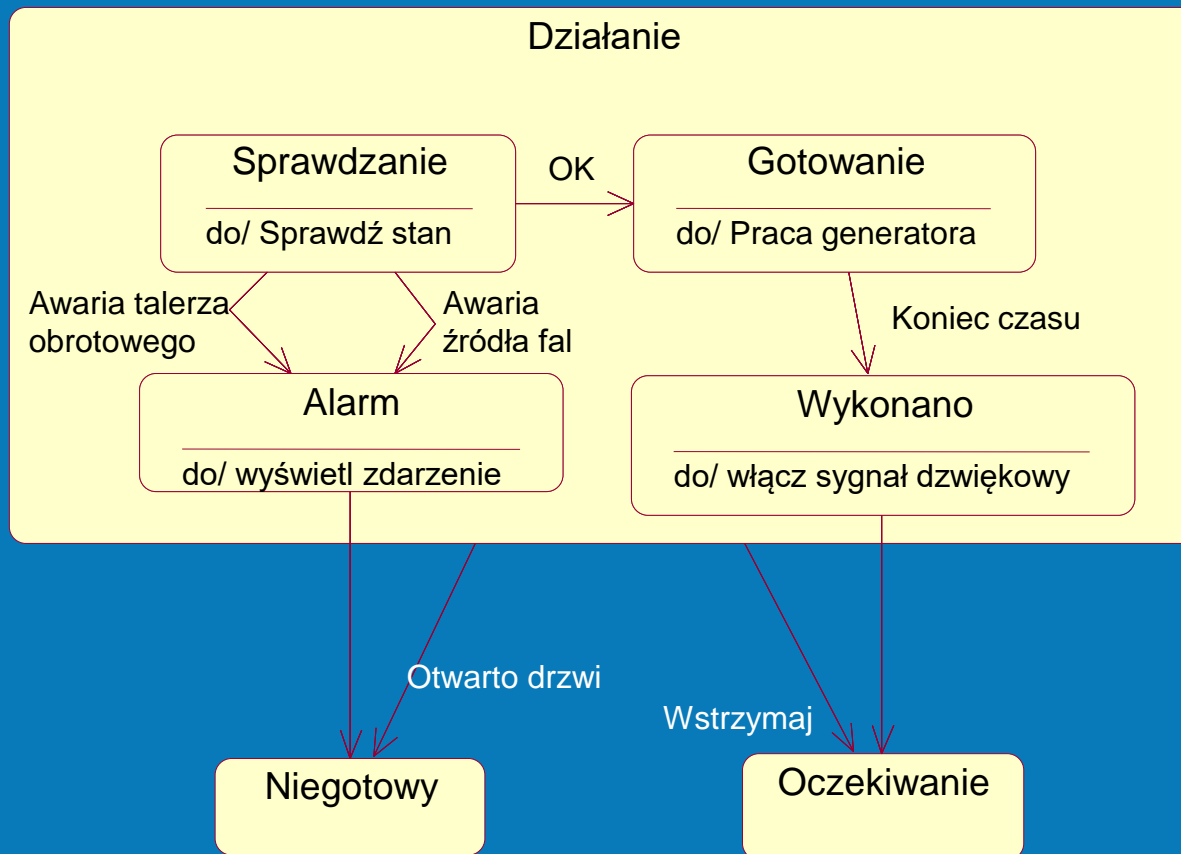 Działanie
Sprawdzanie
do/ Sprawdź stan
OK
Gotowanie
do/ Praca generatora
Awaria talerza
obrotowego
Awaria
źródła fal
Koniec czasu
Alarm
do/ wyświetl zdarzenie
Wykonano
do/ włącz sygnał dzwiękowy
Otwarto drzwi
Wstrzymaj
Niegotowy
Oczekiwanie